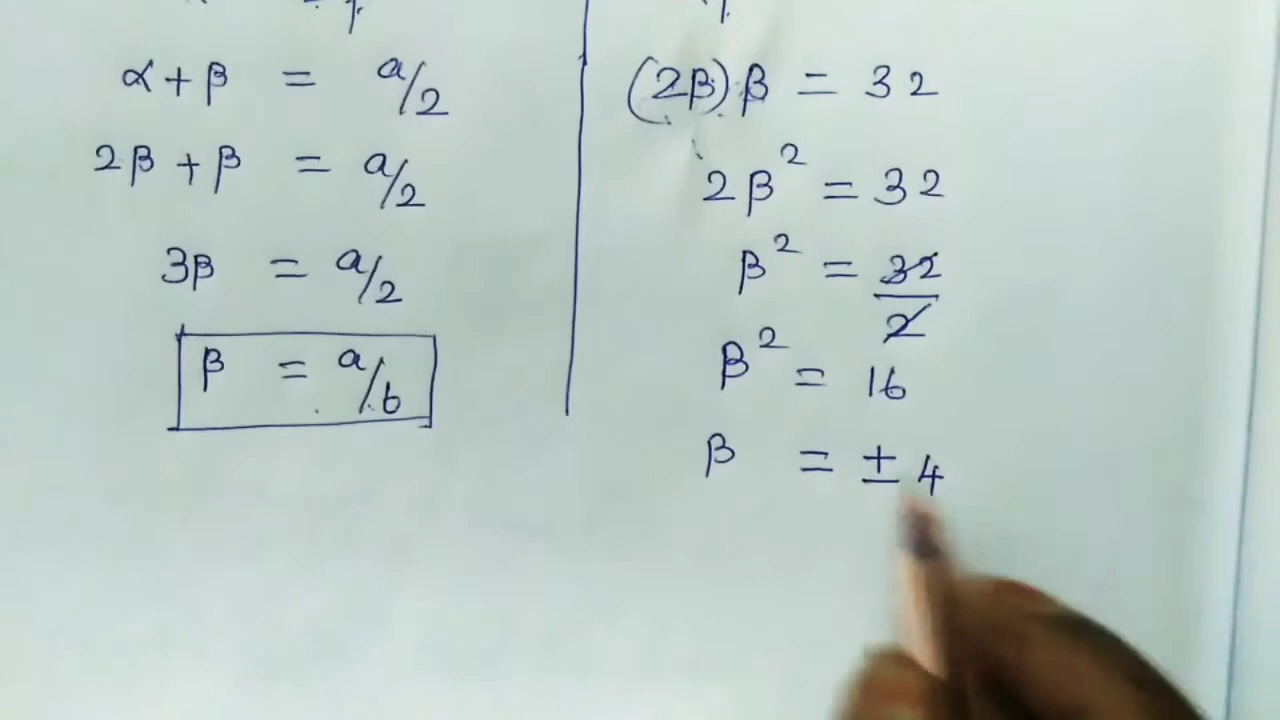 α + β = a/2
2β + β = a/2
3β = a/2
β = a/6
(2β)β = 32
2β² = 32
β² = 32/2
β² = 16
β = ± 4